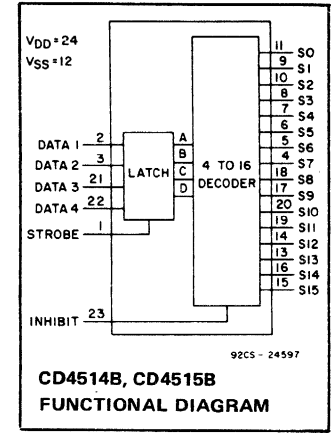 VDD=24
VSS=12
DATA 1 2
DATA 2 3
DATA 3 21
DATA 4 22
STROBE 1
INHIBIT 23
LATCH
A
B
C
D
4 TO 16
DECODER
11 S0
9 S1
10 S2
8 S3
7 S4
6 S5
5 S6
4 S7
18 S8
17 S9
20 S10
19 S11
14 S12
13 S13
16 S14
15 S15
92CS-24597
CD4514B, CD4515B
FUNCTIONAL DIAGRAM